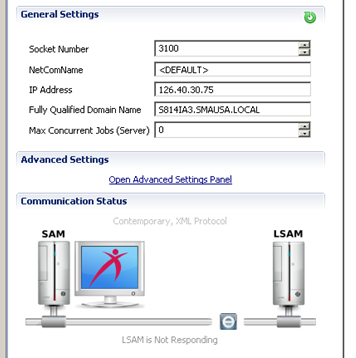 General Settings
Socket Number 3100
NetComName <DEFAULT>
IP Address 126.40.30.75
Fully Qualified Domain Name S814IA3.SMAUSA.LOCAL
Max Concurrent Jobs (Server) 0
Advanced Settings
Open Advanced Settings Panel
Communication Status
Contemporary, XML Protocol
SAM LSAM
LSAM is Not Responding